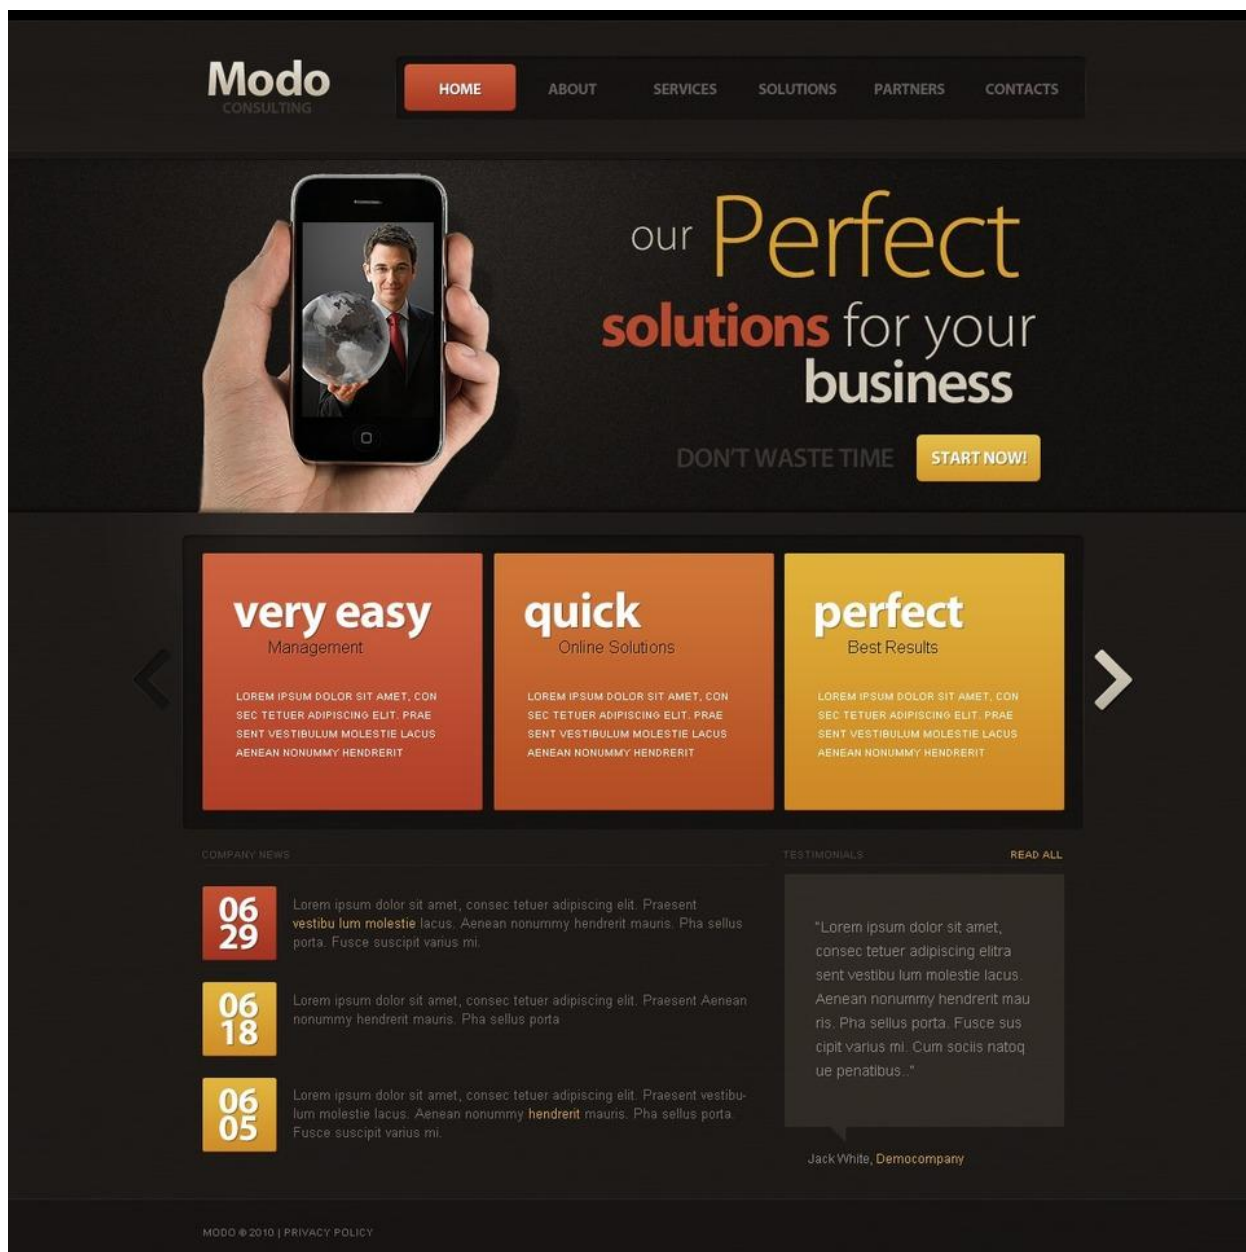 Modo
CONSULTING
HOME ABOUT SERVICES SOLUTIONS PARTNERS CONTACTS
our Perfect
solutions for your
business
DON'T WASTE TIME START NOW!
very easy
Management
LOREM IPSUM DOLOR SIT AMET, CON
SEC TETUER ADIPISCING ELIT. PRAE
SENT VESTIBULUM MOLESTIE LACUS
AENEAN NONUMMY HENDRERIT
quick
Online Solutions
LOREM IPSUM DOLOR SIT AMET, CON
SEC TETUER ADIPISCING ELIT. PRAE
SENT VESTIBULUM MOLESTIE LACUS
AENEAN NONUMMY HENDRERIT
perfect
Best Results
LOREM IPSUM DOLOR SIT AMET, CON
SEC TETUER ADIPISCING ELIT. PRAE
SENT VESTIBULUM MOLESTIE LACUS
AENEAN NONUMMY HENDRERIT
COMPANY NEWS
06
29
Lorem ipsum dolor sit amet, consec tetuer adipiscing elit. Praesent
vestibu lum molestie lacus. Aenean nonummy hendrerit mauris. Pha sellus
porta. Fusce suscipit varius mi.
06
18
Lorem ipsum dolor sit amet, consec tetuer adipiscing elit. Praesent Aenean
nonummy hendrerit mauris. Pha sellus porta
06
05
Lorem ipsum dolor sit amet, consec tetuer adipiscing elit. Praesent vestibu-
lum molestie lacus. Aenean nonummy hendrerit mauris. Pha sellus porta.
Fusce suscipit varius mi.
TESTIMONIALS READ ALL
"Lorem ipsum dolor sit amet,
consec tetuer adipiscing elitra
sent vestibu lum molestie lacus.
Aenean nonummy hendrerit mau
ris. Pha sellus porta. Fusce sus
cipit varius mi. Cum sociis natoq
ue penatibus.."
Jack White, Democompany
MODO © 2010 | PRIVACY POLICY